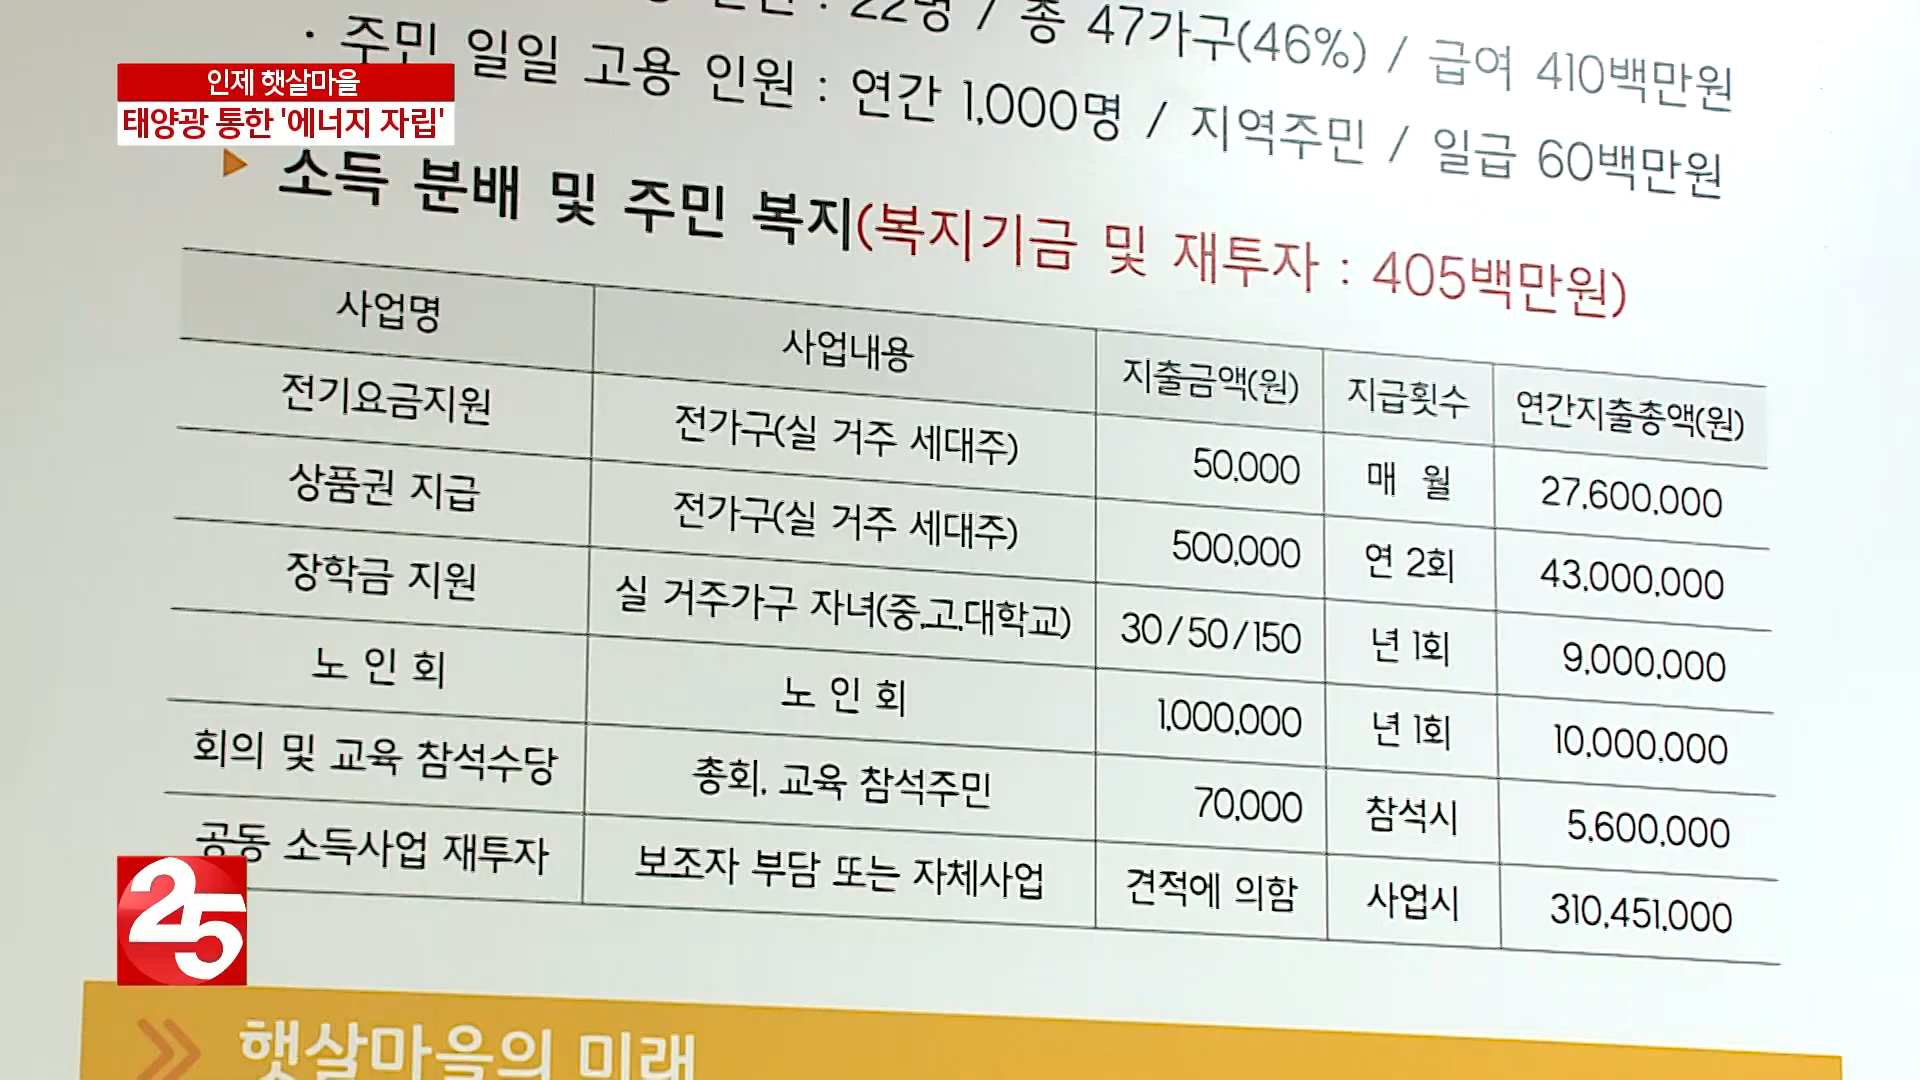 : 22명 / 총 47가구(46%) / 급여 410백만원
· 주민 일일 고용 인원 : 연간 1,000명 / 지역주민 / 일급 60백만원
인제 햇살마을
태양광 통한 '에너지 자립'
소득 분배 및 주민 복지(복지기금 및 재투자 : 405백만원)
사업명 사업내용 지출금액(원) 지급횟수 연간지출총액(원)
전기요금지원 전가구(실 거주 세대주) 50,000 매 월 27,600,000
상품권 지급 전가구(실 거주 세대주) 500,000 연 2회 43,000,000
장학금 지원 실 거주가구 자녀(중,고,대학교) 30/50/150 년 1회 9,000,000
노 인 회 노 인 회 1,000,000 년 1회 10,000,000
회의 및 교육 참석수당 총회, 교육 참석주민 70,000 참석시 5,600,000
공동 소득사업 재투자 보조자 부담 또는 자체사업 견적에 의함 사업시 310,451,000
25
햇살마을의 미래